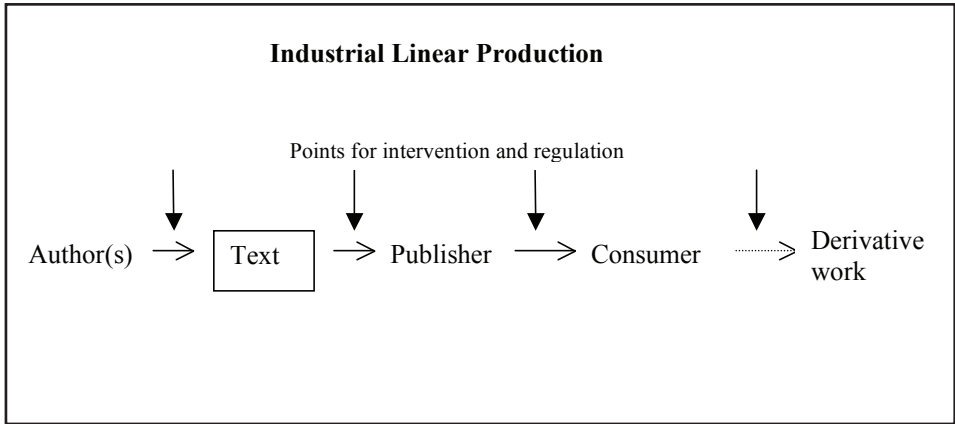 Industrial Linear Production
Points for intervention and regulation
Author(s)
Text
Publisher
Consumer
Derivative
work